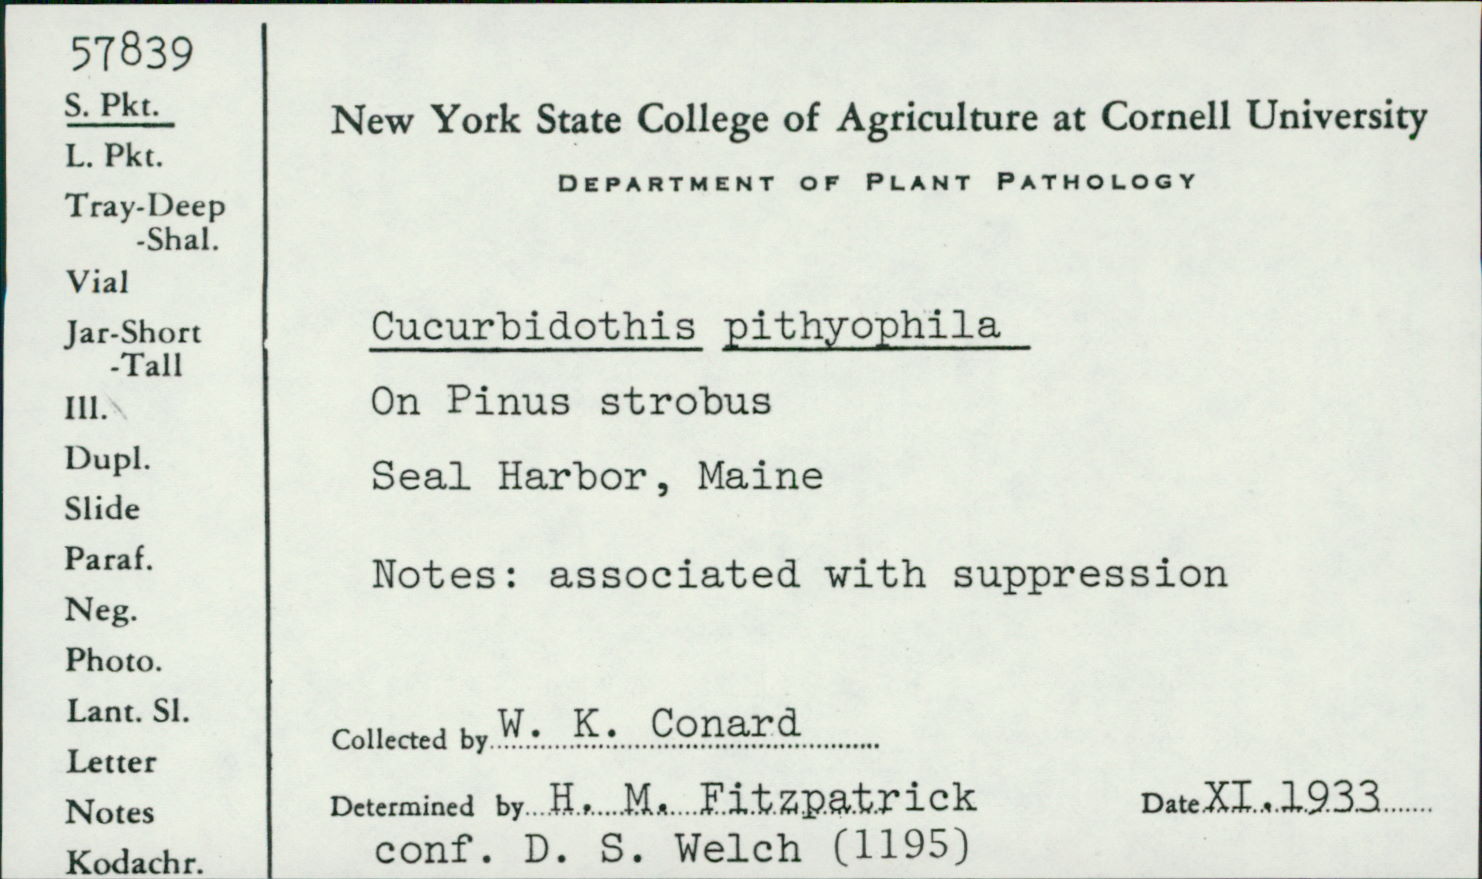 57839
S. Pkt.
L. Pkt.
Tray-Deep
-Shal.
Vial
Jar-Short
-Tall
Ill.
Dupl.
Slide
Paraf.
Neg.
Photo.
Lant. Sl.
Letter
Notes
Kodachr.
New York State College of Agriculture at Cornell University
DEPARTMENT OF PLANT PATHOLOGY
Cucurbidothis pithyophila
On Pinus strobus
Seal Harbor, Maine
Notes: associated with suppression
Collected by W. K. Conard
Determined by H. M. Fitzpatrick Date XI.1933
conf. D. S. Welch (1195)